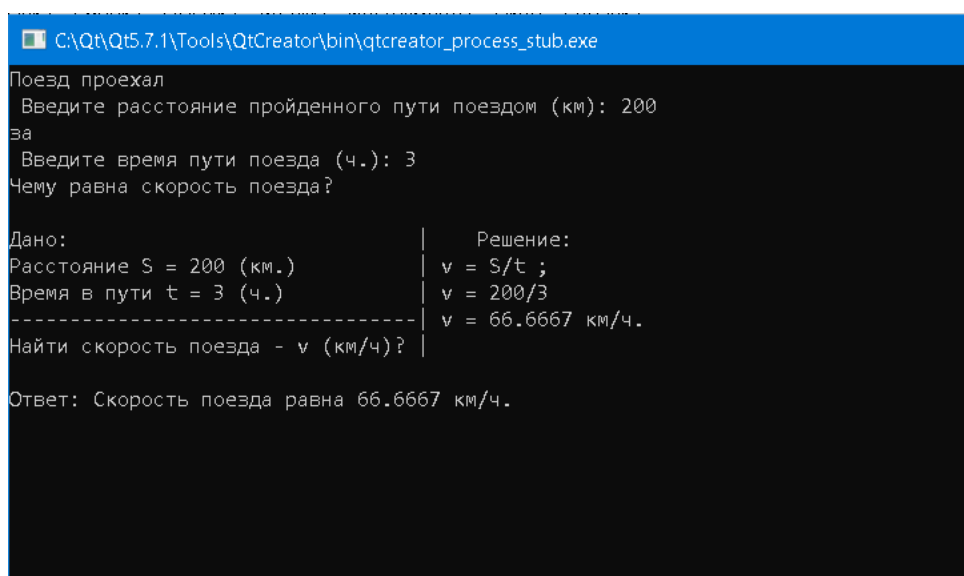 C:\Qt\Qt5.7.1\Tools\QtCreator\bin\qtcreator_process_stub.exe
Поезд проехал
Введите расстояние пройденного пути поездом (км): 200
за
Введите время пути поезда (ч.): 3
Чему равна скорость поезда?
Дано: | Решение:
Расстояние S = 200 (км.) | v = S/t ;
Время в пути t = 3 (ч.) | v = 200/3
----------------------------------| v = 66.6667 км/ч.
Найти скорость поезда - v (км/ч)? |
Ответ: Скорость поезда равна 66.6667 км/ч.